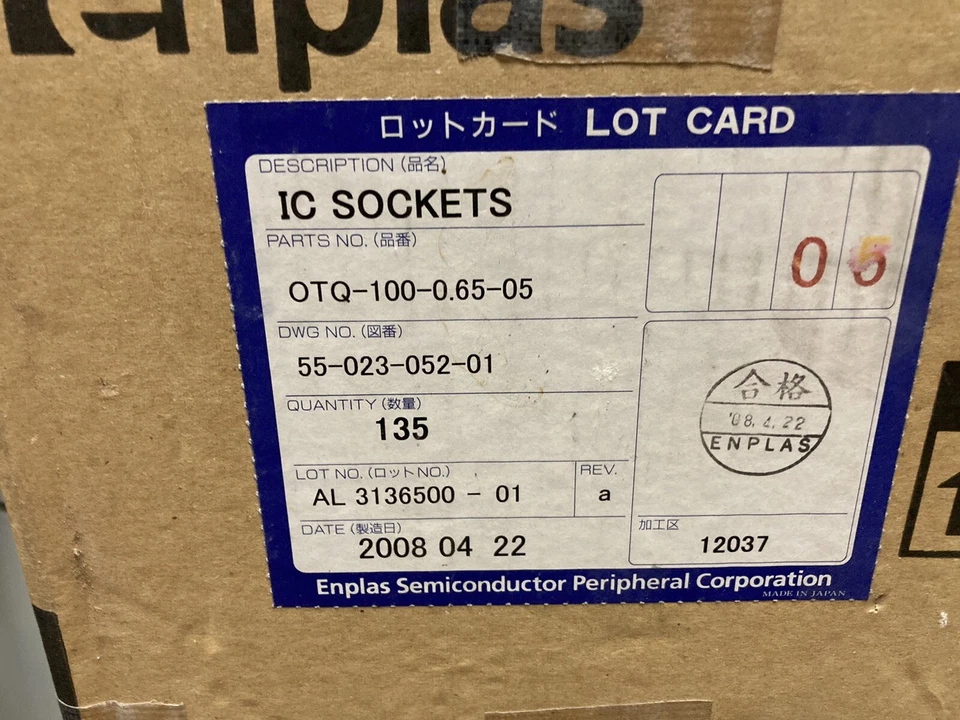 Enplas
ロットカード LOT CARD
DESCRIPTION (品名)
IC SOCKETS
PARTS NO. (品番)
OTQ-100-0.65-05
DWG NO. (図番)
55-023-052-01
QUANTITY (数量)
135
LOT NO. (ロットNO.)
AL 3136500 - 01
REV.
a
DATE (製造日)
2008 04 22
0
合格
'08. 4. 22
ENPLAS
加工区
12037
Enplas Semiconductor Peripheral Corporation
MADE IN JAPAN